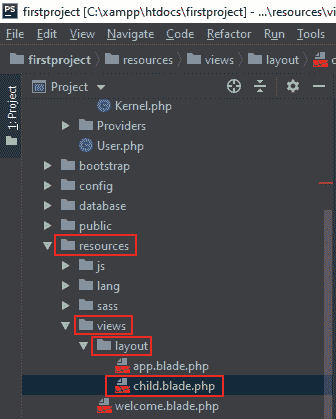 PS firstproject [C:\xampp\htdocs\firstproject] - ...\resources\vi
File Edit View Navigate Code Refactor Run Tools
firstproject resources views layout
Project
1: Project
Kernel.php
Providers
User.php
bootstrap
config
database
public
resources
js
lang
sass
views
layout
app.blade.php
child.blade.php
welcome.blade.php